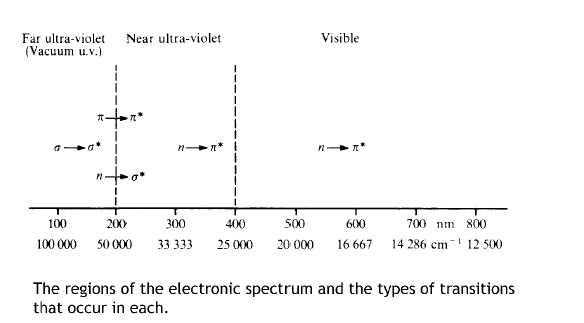 Far ultra-violet Near ultra-violet Visible
(Vacuum u.v.)
π→π*
σ→σ* n→π* n→π*
n→σ*
100 200 300 400 500 600 700 nm 800
100 000 50 000 33 333 25 000 20 000 16 667 14 286 cm⁻¹ 12 500
The regions of the electronic spectrum and the types of transitions
that occur in each.